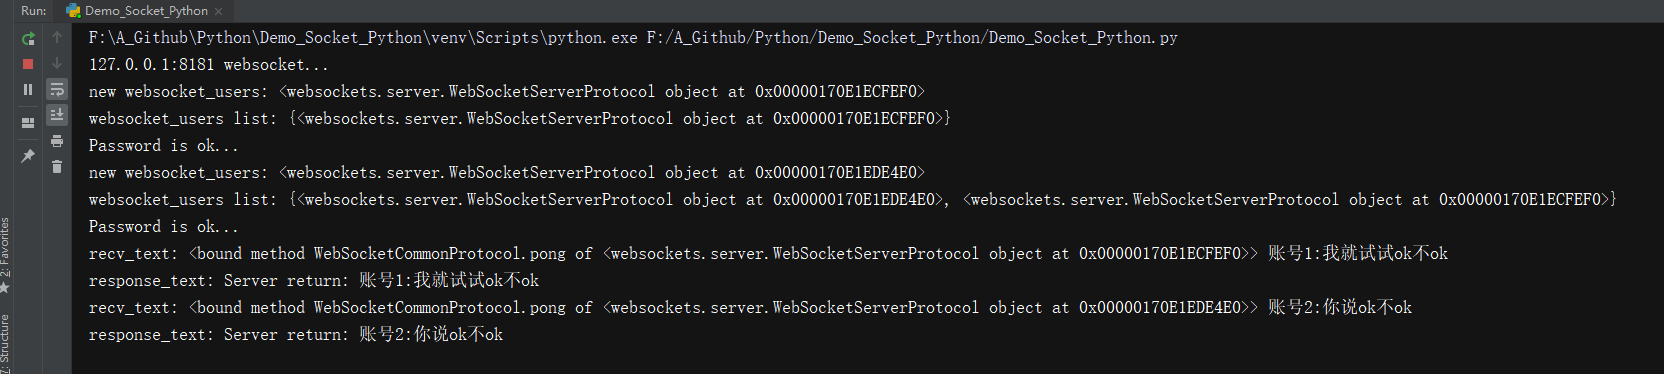 Run: Demo_Socket_Python
F:\A_Github\Python\Demo_Socket_Python\venv\Scripts\python.exe F:/A_Github/Python/Demo_Socket_Python/Demo_Socket_Python.py
127.0.0.1:8181 websocket...
new websocket_users: <websockets.server.WebSocketServerProtocol object at 0x00000170E1ECFEF0>
websocket_users list: {<websockets.server.WebSocketServerProtocol object at 0x00000170E1ECFEF0>}
Password is ok...
new websocket_users: <websockets.server.WebSocketServerProtocol object at 0x00000170E1EDE4E0>
websocket_users list: {<websockets.server.WebSocketServerProtocol object at 0x00000170E1EDE4E0>, <websockets.server.WebSocketServerProtocol object at 0x00000170E1ECFEF0>}
Password is ok...
recv_text: <bound method WebSocketCommonProtocol.pong of <websockets.server.WebSocketServerProtocol object at 0x00000170E1ECFEF0>> 账号1:我就试试ok不ok
response_text: Server return: 账号1:我就试试ok不ok
recv_text: <bound method WebSocketCommonProtocol.pong of <websockets.server.WebSocketServerProtocol object at 0x00000170E1EDE4E0>> 账号2:你说ok不ok
response_text: Server return: 账号2:你说ok不ok
2: Favorites
7: Structure